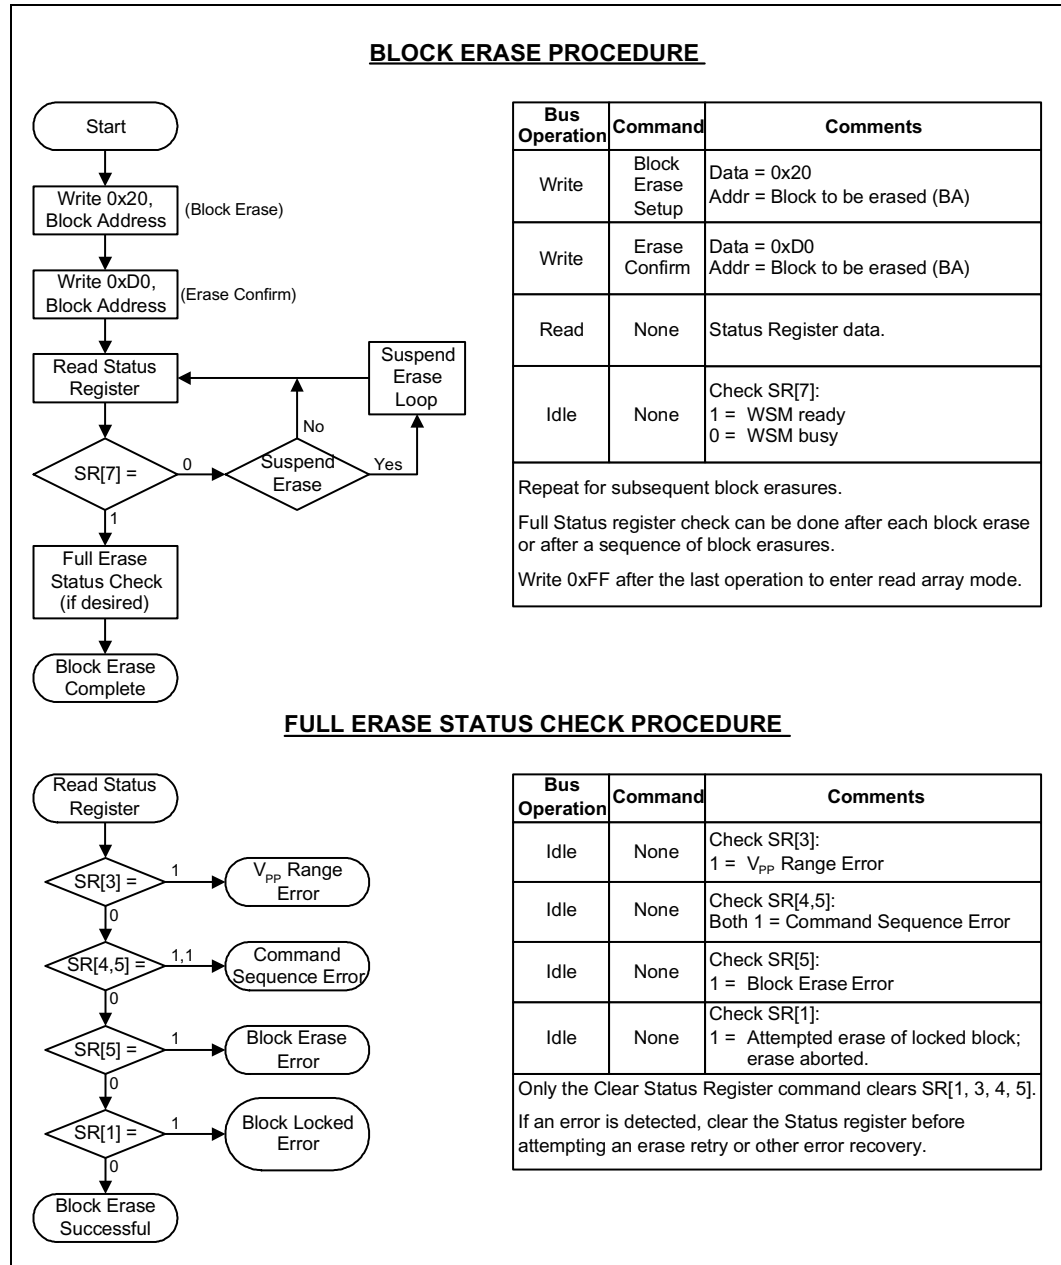 BLOCK ERASE PROCEDURE
Start
Write 0x20,
Block Address
(Block Erase)
Write 0xD0,
Block Address
(Erase Confirm)
Read Status
Register
Suspend
Erase
Loop
No
SR[7] =
0
Suspend
Erase
Yes
1
Full Erase
Status Check
(if desired)
Block Erase
Complete
Bus
Operation
Command
Comments
Write
Block
Erase
Setup
Data = 0x20
Addr = Block to be erased (BA)
Write
Erase
Confirm
Data = 0xD0
Addr = Block to be erased (BA)
Read
None
Status Register data.
Idle
None
Check SR[7]:
1 = WSM ready
0 = WSM busy
Repeat for subsequent block erasures.
Full Status register check can be done after each block erase
or after a sequence of block erasures.
Write 0xFF after the last operation to enter read array mode.
FULL ERASE STATUS CHECK PROCEDURE
Read Status
Register
SR[3] =
1
VPP Range
Error
0
SR[4,5] =
1,1
Command
Sequence Error
0
SR[5] =
1
Block Erase
Error
0
SR[1] =
1
Block Locked
Error
0
Block Erase
Successful
Bus
Operation
Command
Comments
Idle
None
Check SR[3]:
1 = VPP Range Error
Idle
None
Check SR[4,5]:
Both 1 = Command Sequence Error
Idle
None
Check SR[5]:
1 = Block Erase Error
Idle
None
Check SR[1]:
1 = Attempted erase of locked block;
erase aborted.
Only the Clear Status Register command clears SR[1, 3, 4, 5].
If an error is detected, clear the Status register before
attempting an erase retry or other error recovery.